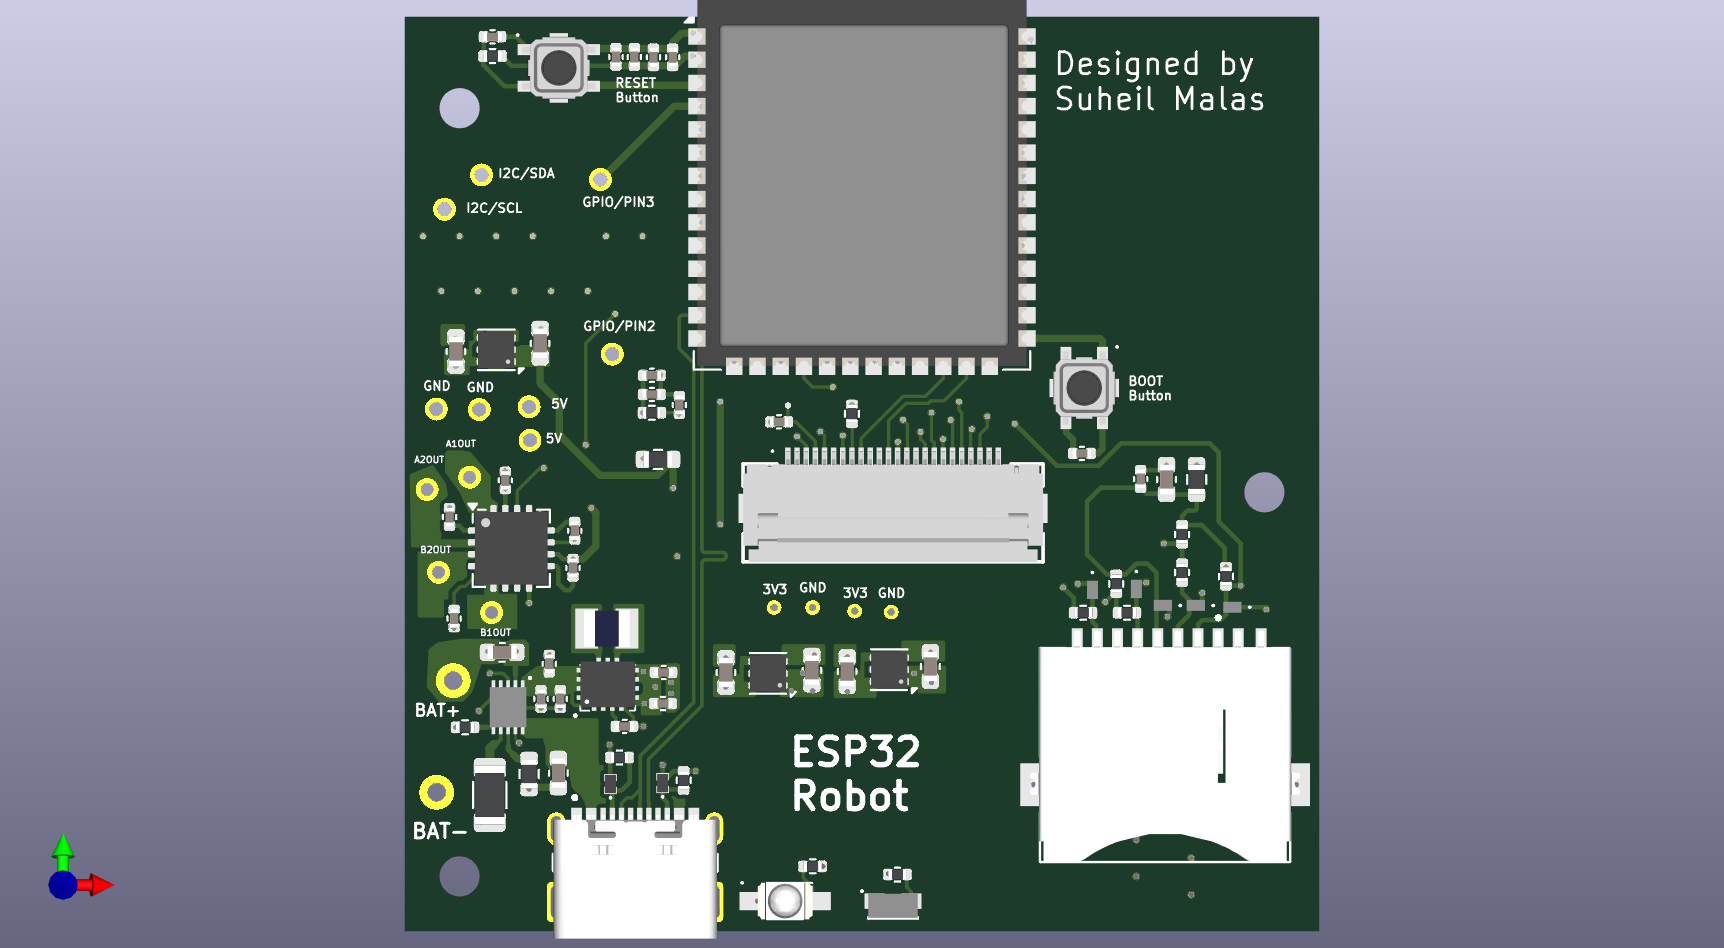 Designed by
Suheil Malas
RESET
Button
I2C/SDA
GPIO/PIN3
I2C/SCL
GPIO/PIN2
BOOT
Button
GND
GND
5V
5V
A1OUT
A2OUT
B2OUT
B1OUT
3V3
GND
3V3
GND
BAT+
BAT-
ESP32
Robot